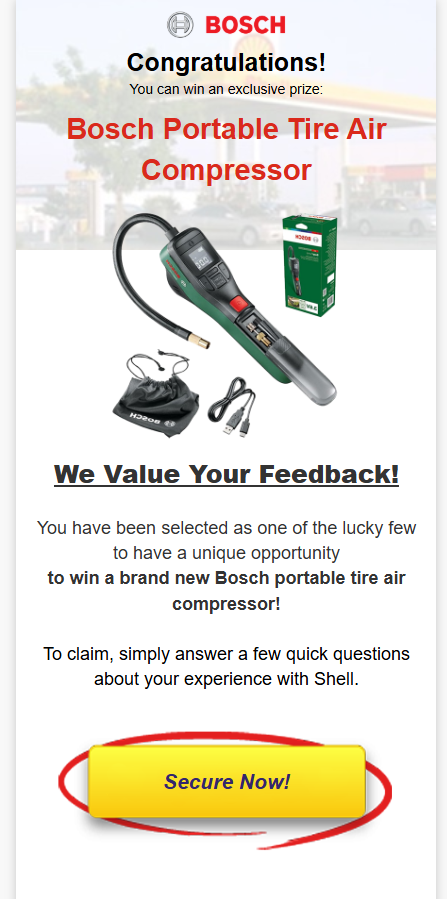 BOSCH
Congratulations!
You can win an exclusive prize:
Bosch Portable Tire Air
Compressor
BOSCH
BOSCH
We Value Your Feedback!
You have been selected as one of the lucky few
to have a unique opportunity
to win a brand new Bosch portable tire air
compressor!
To claim, simply answer a few quick questions
about your experience with Shell.
Secure Now!